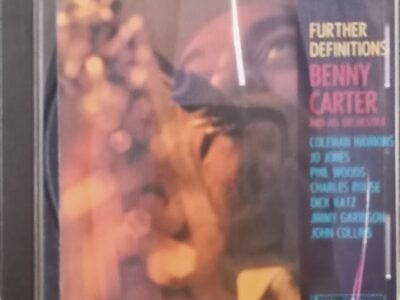 FURTHER
DEFINITIONS
BENNY
CARTER
AND HIS ORCHESTRA
COLEMAN HAWKINS
JO JONES
PHIL WOODS
CHARLES ROUSE
DICK KATZ
JIMMY GARRISON
JOHN COLLINS